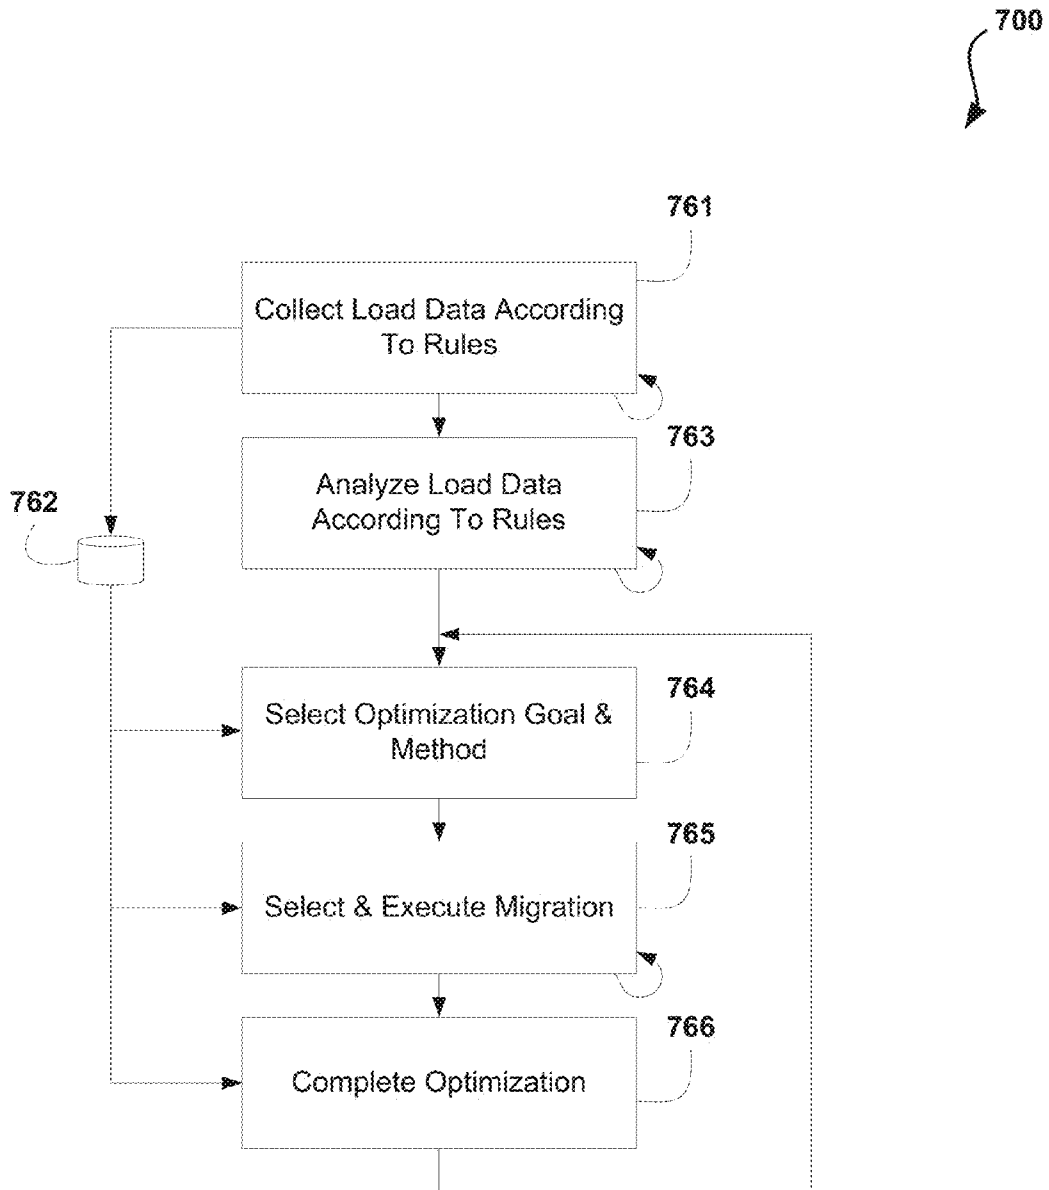 700
761
Collect Load Data According
To Rules
763
Analyze Load Data
According To Rules
762
764
Select Optimization Goal &
Method
765
Select & Execute Migration
766
Complete Optimization